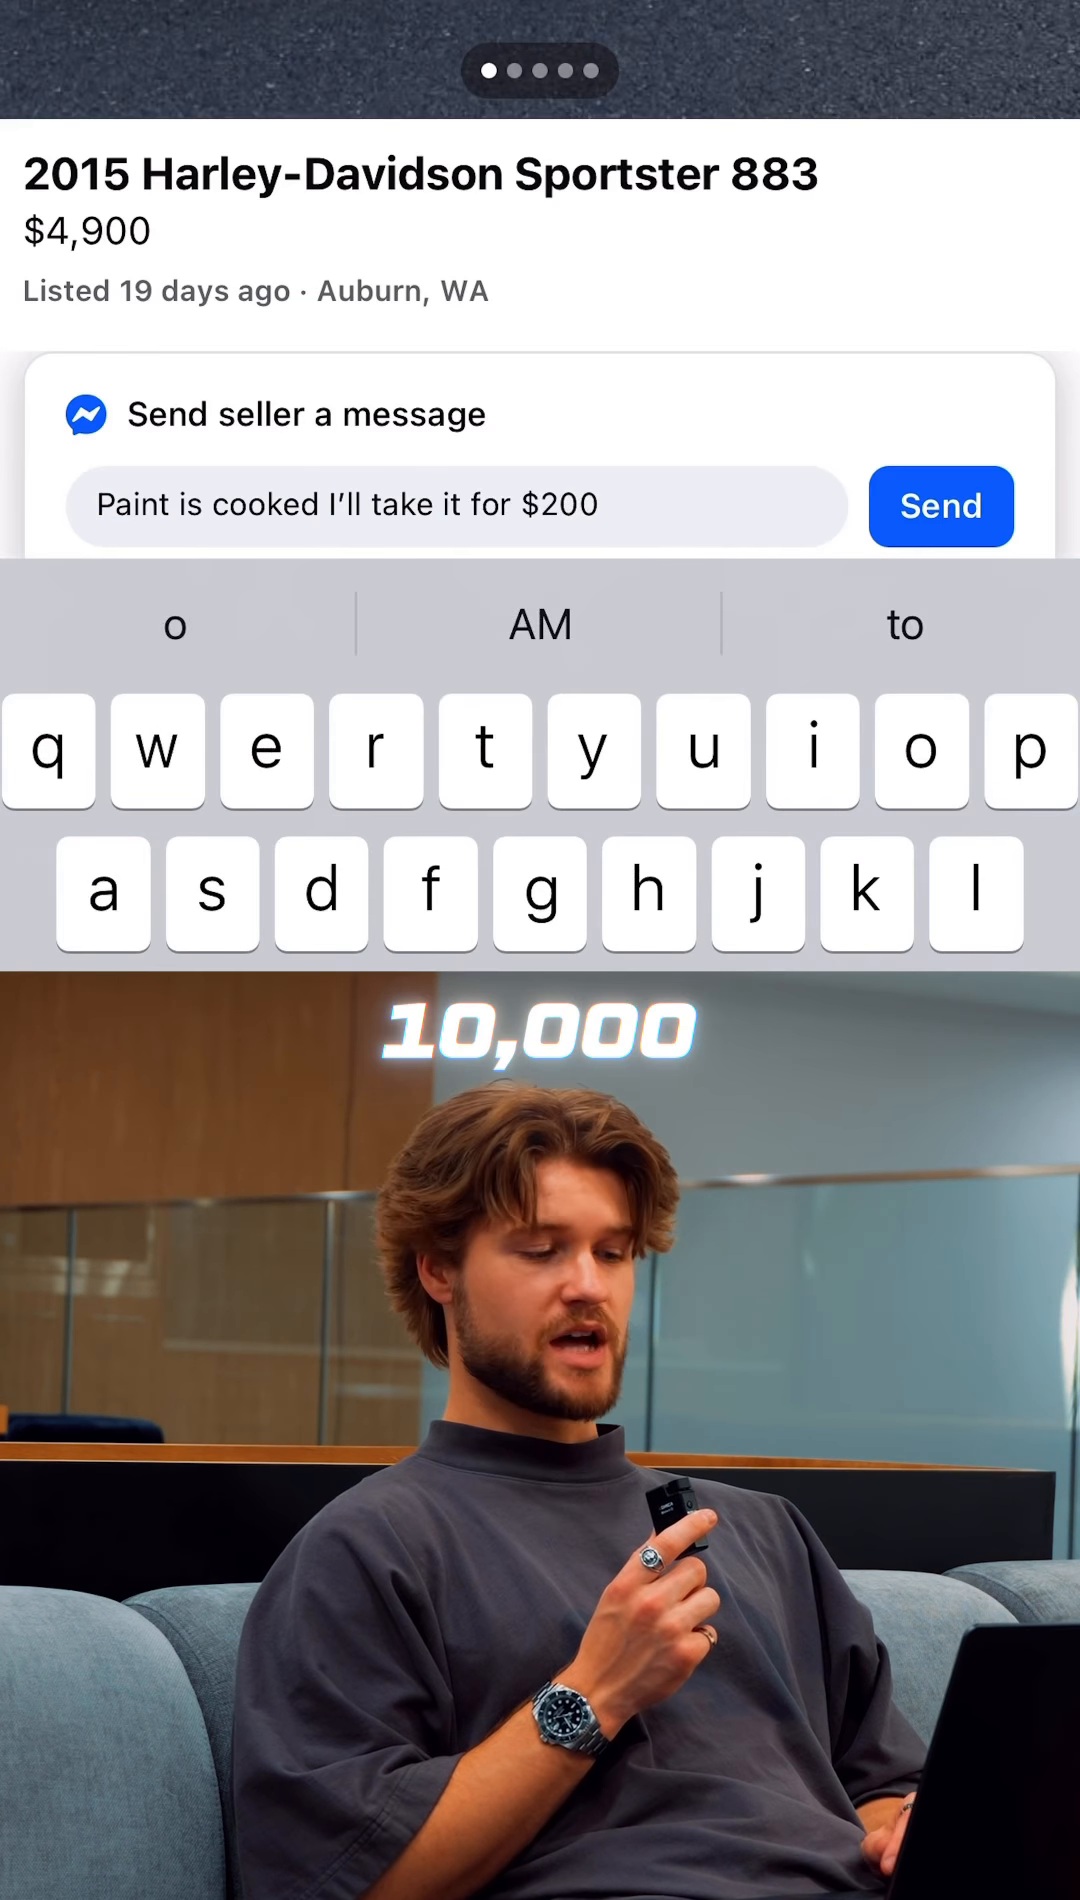 2015 Harley-Davidson Sportster 883
$4,900
Listed 19 days ago · Auburn, WA
Send seller a message
Paint is cooked I’ll take it for $200
Send
o AM to
q w e r t y u i o p
a s d f g h j k l
10,000